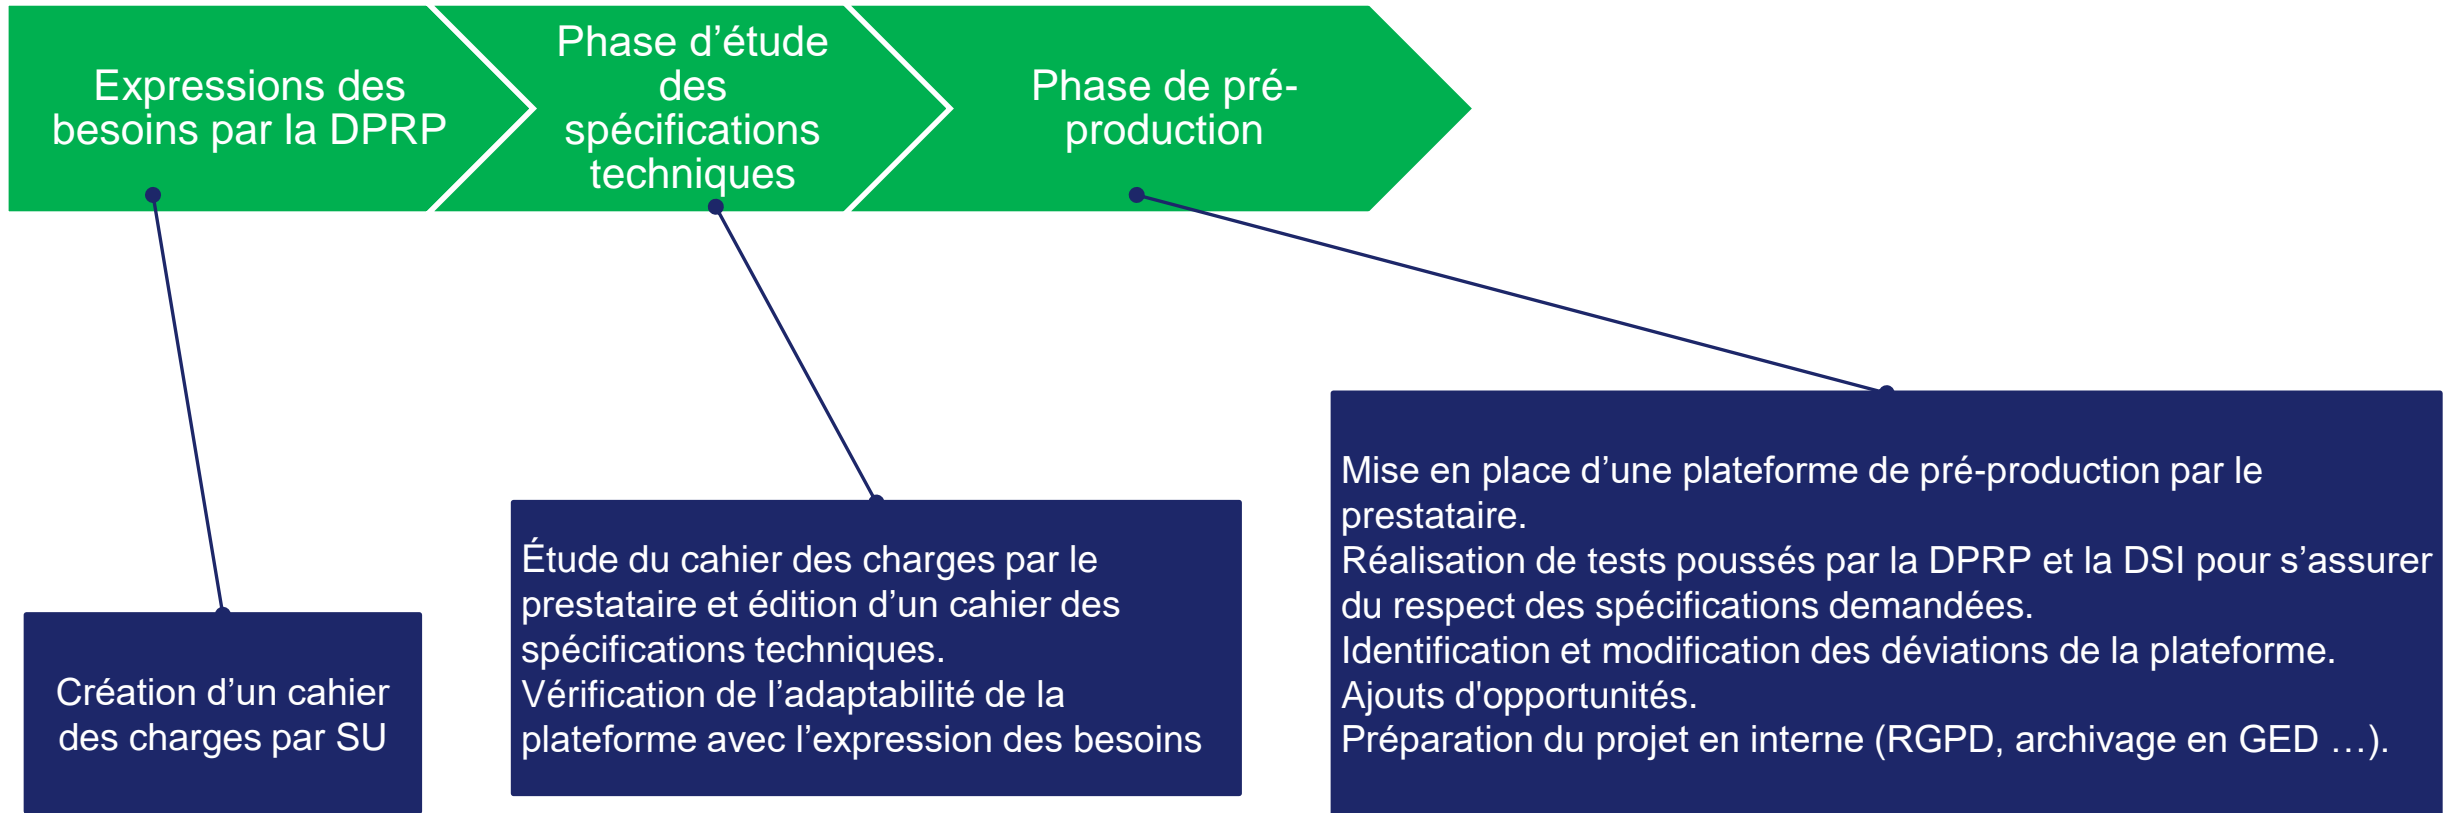 Expressions des
besoins par la DPRP
Phase d’étude
des
spécifications
techniques
Phase de pré-
production
Création d’un cahier
des charges par SU
Étude du cahier des charges par le
prestataire et édition d’un cahier des
spécifications techniques.
Vérification de l’adaptabilité de la
plateforme avec l’expression des besoins
Mise en place d’une plateforme de pré-production par le
prestataire.
Réalisation de tests poussés par la DPRP et la DSI pour s’assurer
du respect des spécifications demandées.
Identification et modification des déviations de la plateforme.
Ajouts d'opportunités.
Préparation du projet en interne (RGPD, archivage en GED …).